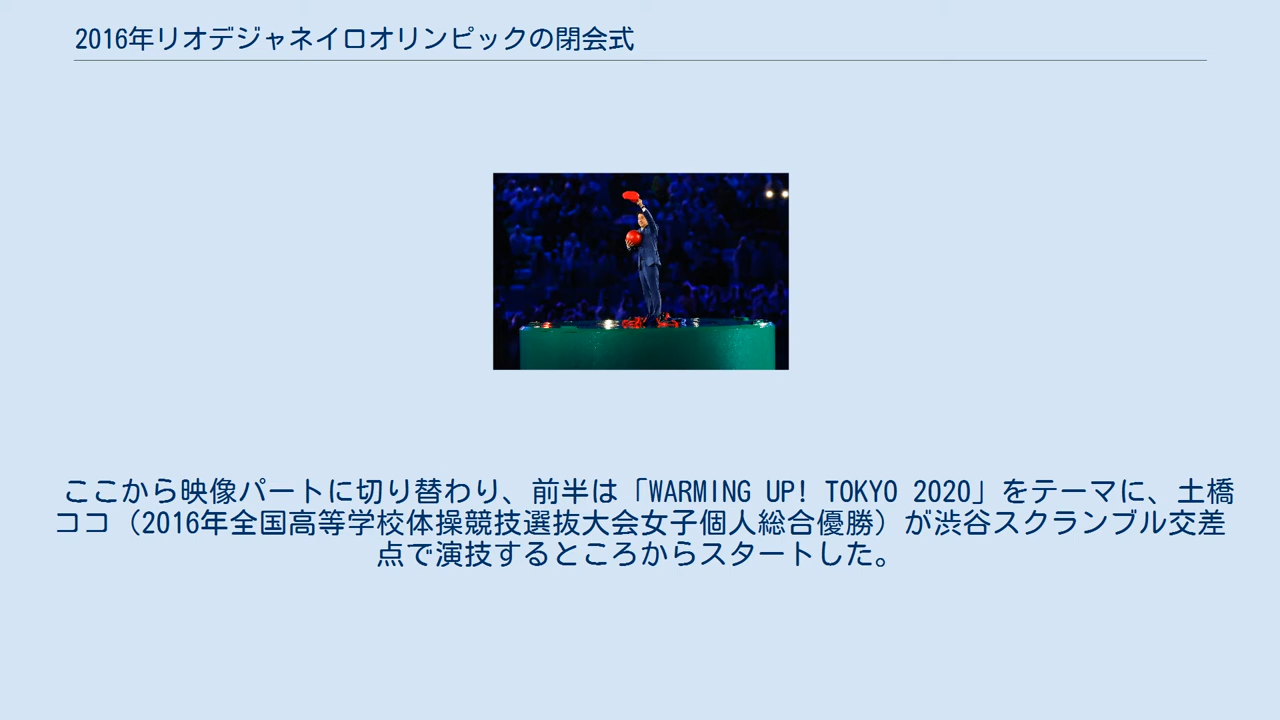 2016年リオデジャネイロオリンピックの閉会式
ここから映像パートに切り替わり、前半は「WARMING UP! TOKYO 2020」をテーマに、土橋
ココ（2016年全国高等学校体操競技選抜大会女子個人総合優勝）が渋谷スクランブル交差
点で演技するところからスタートした。